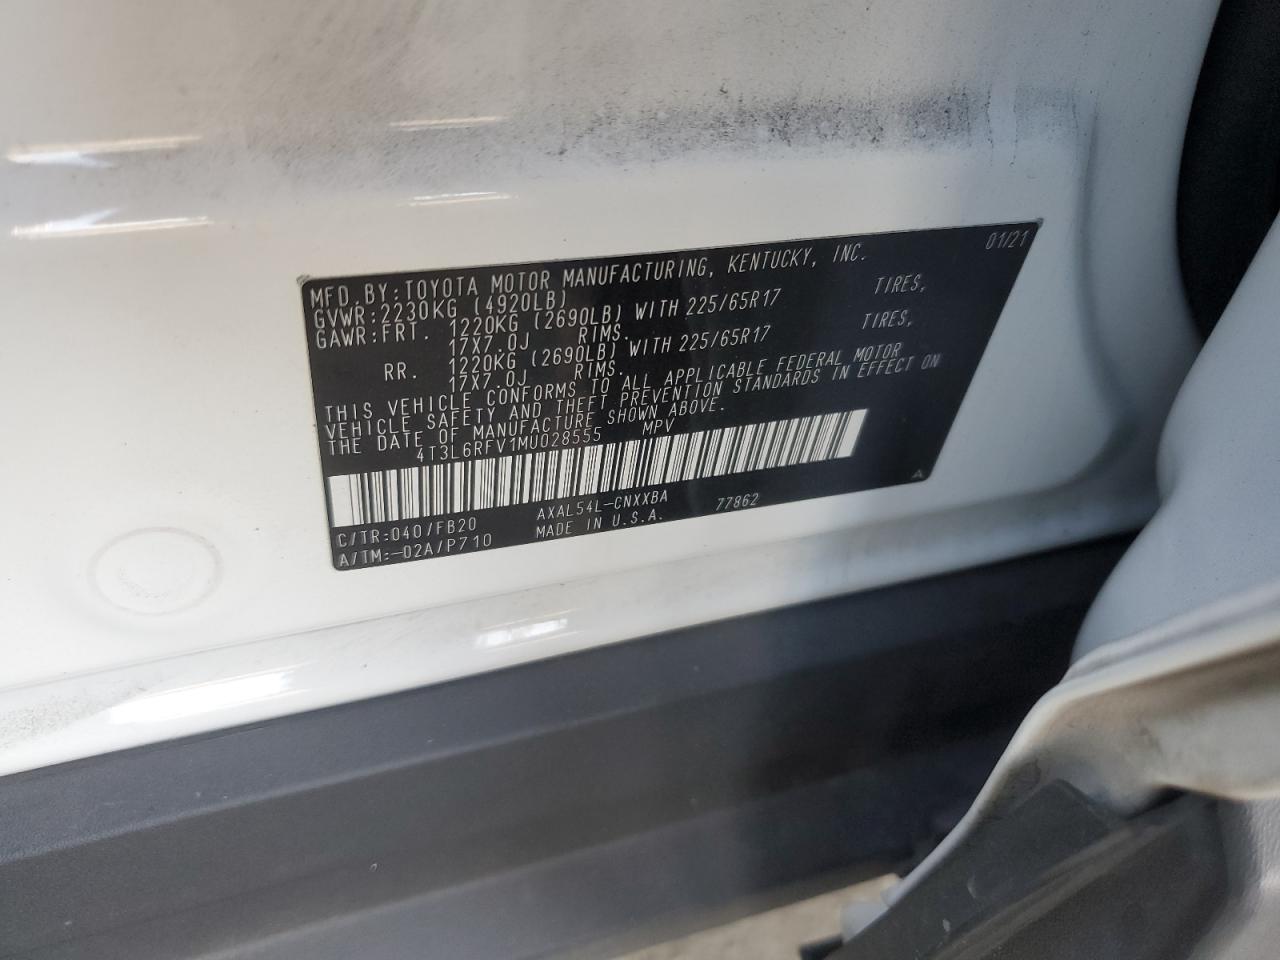 MFD.BY:TOYOTA MOTOR MANUFACTURING, KENTUCKY, INC. 01/21
GVWR:2230KG (4920LB)
GAWR:FRT. 1220KG (2690LB) WITH 225/65R17 TIRES,
17X7.0J RIMS.
RR. 1220KG (2690LB) WITH 225/65R17 TIRES,
17X7.0J RIMS.
THIS VEHICLE CONFORMS TO ALL APPLICABLE FEDERAL MOTOR
VEHICLE SAFETY AND THEFT PREVENTION STANDARDS IN EFFECT ON
THE DATE OF MANUFACTURE SHOWN ABOVE.
4T3L6RFV1MU028555 MPV
C/TR:040/FB20 AXAL54L-CNXXBA 77862 A
A/TM:-02A/P710 MADE IN U.S.A.